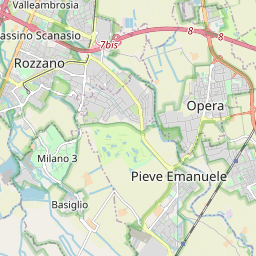 Valleambrosia
assino Scanasio
7bis
8
8
Rozzano
Opera
Milano 3
Pieve Emanuele
Basiglio